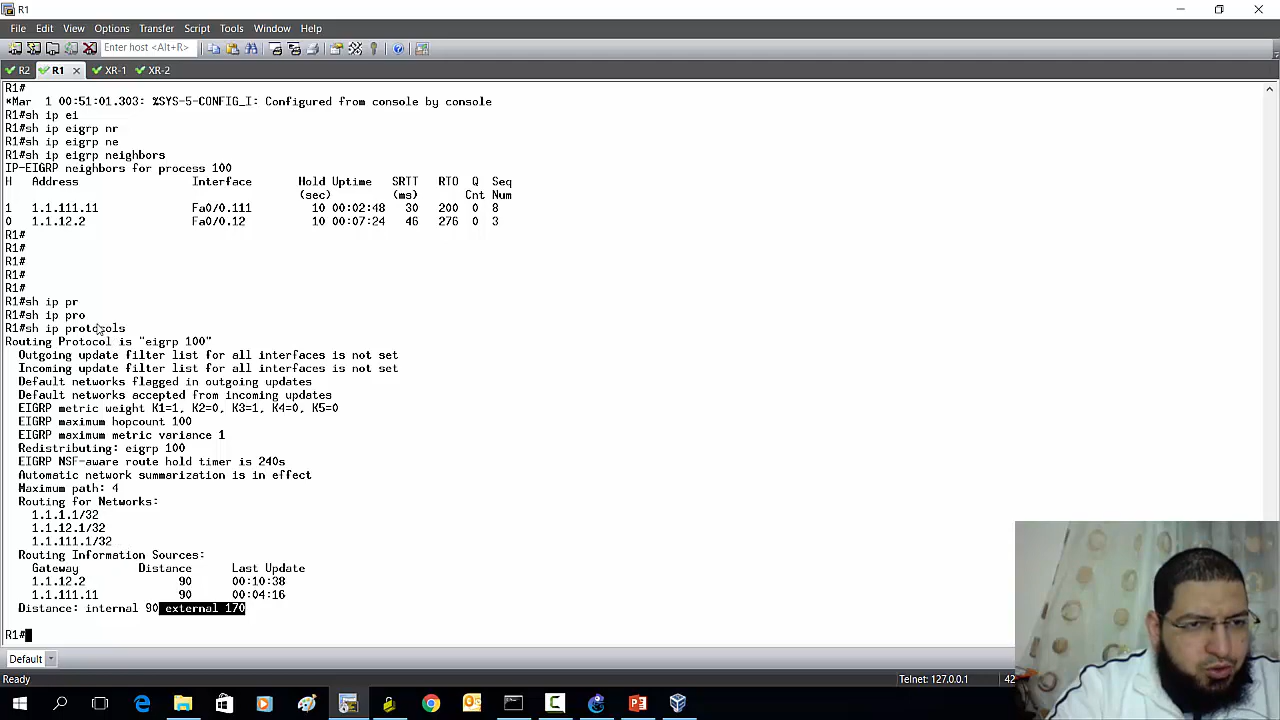 R1
File Edit View Options Transfer Script Tools Window Help
Enter host <Alt+R>
R2 R1 XR-1 XR-2
R1#
*Mar 1 00:51:01.303: %SYS-5-CONFIG_I: Configured from console by console
R1#sh ip ei
R1#sh ip eigrp nr
R1#sh ip eigrp ne
R1#sh ip eigrp neighbors
IP-EIGRP neighbors for process 100
H Address Interface Hold Uptime SRTT RTO Q Seq
(sec) (ms) Cnt Num
1 1.1.111.11 Fa0/0.111 10 00:02:48 30 200 0 8
0 1.1.12.2 Fa0/0.12 10 00:07:24 46 276 0 3
R1#
R1#
R1#
R1#
R1#
R1#sh ip pr
R1#sh ip pro
R1#sh ip protocols
Routing Protocol is "eigrp 100"
Outgoing update filter list for all interfaces is not set
Incoming update filter list for all interfaces is not set
Default networks flagged in outgoing updates
Default networks accepted from incoming updates
EIGRP metric weight K1=1, K2=0, K3=1, K4=0, K5=0
EIGRP maximum hopcount 100
EIGRP maximum metric variance 1
Redistributing: eigrp 100
EIGRP NSF-aware route hold timer is 240s
Automatic network summarization is in effect
Maximum path: 4
Routing for Networks:
1.1.1.1/32
1.1.12.1/32
1.1.111.1/32
Routing Information Sources:
Gateway Distance Last Update
1.1.12.2 90 00:10:38
1.1.111.11 90 00:04:16
Distance: internal 90 external 170
R1#
Default
Ready Telnet: 127.0.0.1 42